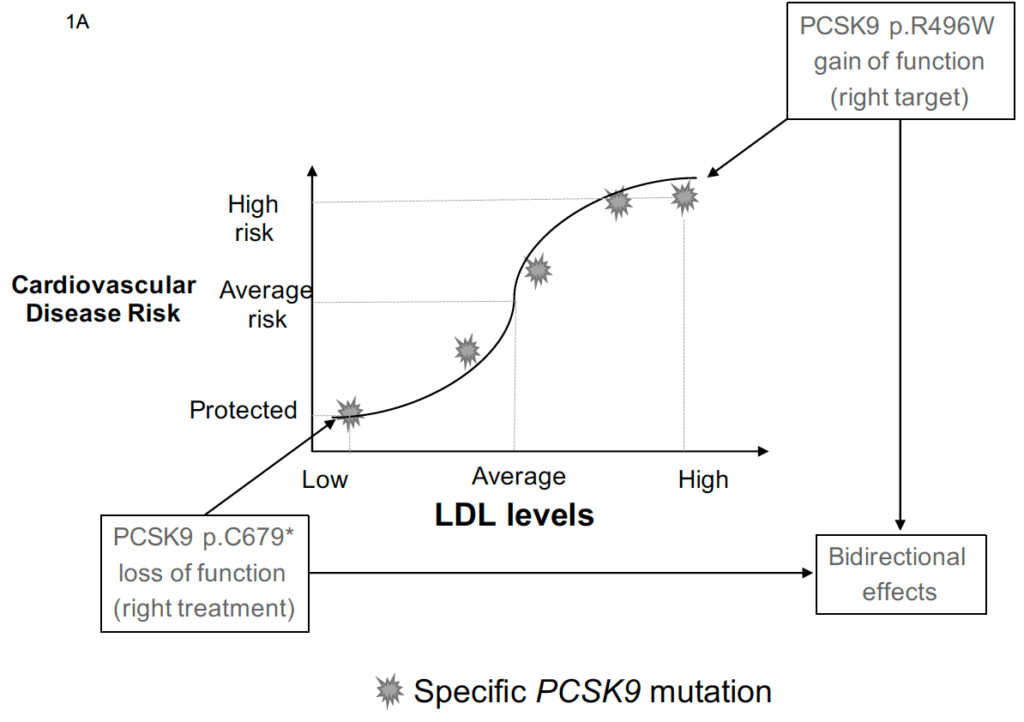 1A
PCSK9 p.R496W
gain of function
(right target)
High
risk
Cardiovascular
Disease Risk
Average
risk
Protected
Low
Average
High
LDL levels
PCSK9 p.C679*
loss of function
(right treatment)
Bidirectional
effects
Specific PCSK9 mutation